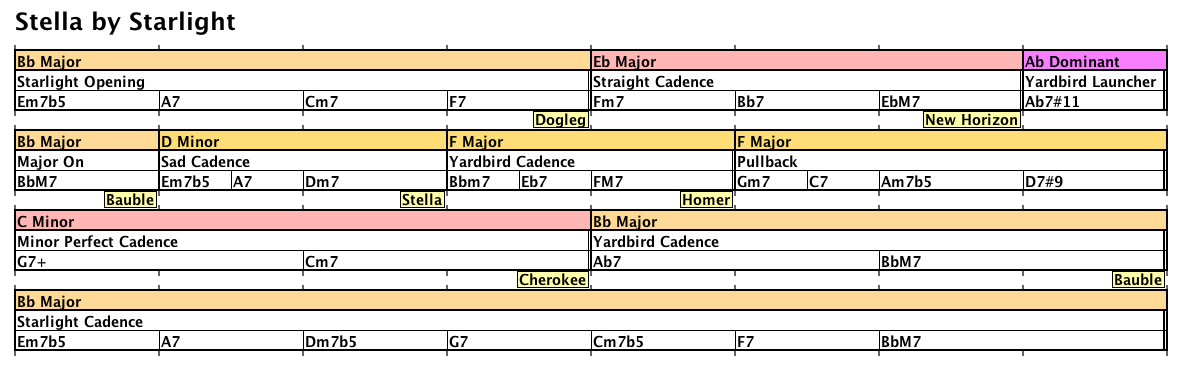 Stella by Starlight
Bb Major Eb Major Ab Dominant
Starlight Opening Straight Cadence Yardbird Launcher
Em7b5 A7 Cm7 F7 Fm7 Bb7 EbM7 Ab7#11
Dogleg New Horizon
Bb Major D Minor F Major F Major
Major On Sad Cadence Yardbird Cadence Pullback
BbM7 Em7b5 A7 Dm7 Bbm7 Eb7 FM7 Gm7 C7 Am7b5 D7#9
Bauble Stella Homer
C Minor Bb Major
Minor Perfect Cadence Yardbird Cadence
G7+ Cm7 Ab7 BbM7
Cherokee Bauble
Bb Major
Starlight Cadence
Em7b5 A7 Dm7b5 G7 Cm7b5 F7 BbM7